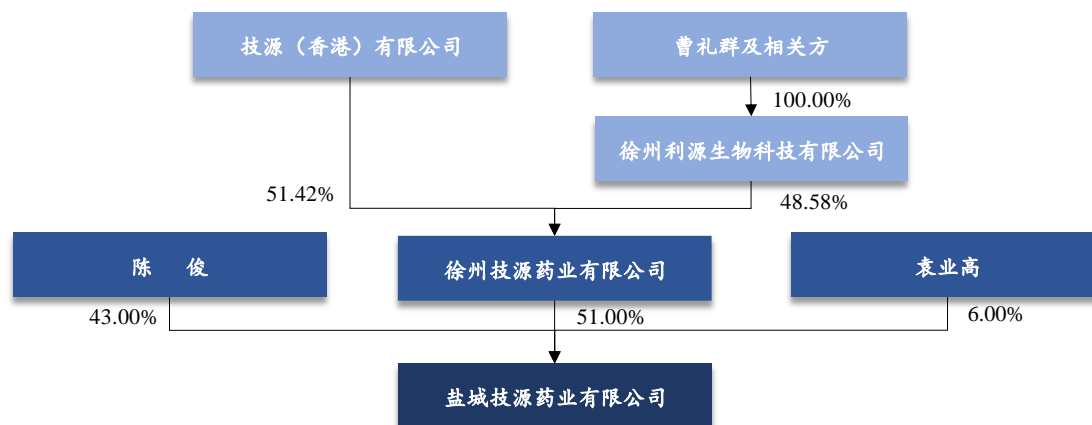 技源（香港）有限公司
曹礼群及相关方
100.00%
徐州利源生物科技有限公司
51.42%
48.58%
陈 俊
徐州技源药业有限公司
袁业高
43.00%
51.00%
6.00%
盐城技源药业有限公司